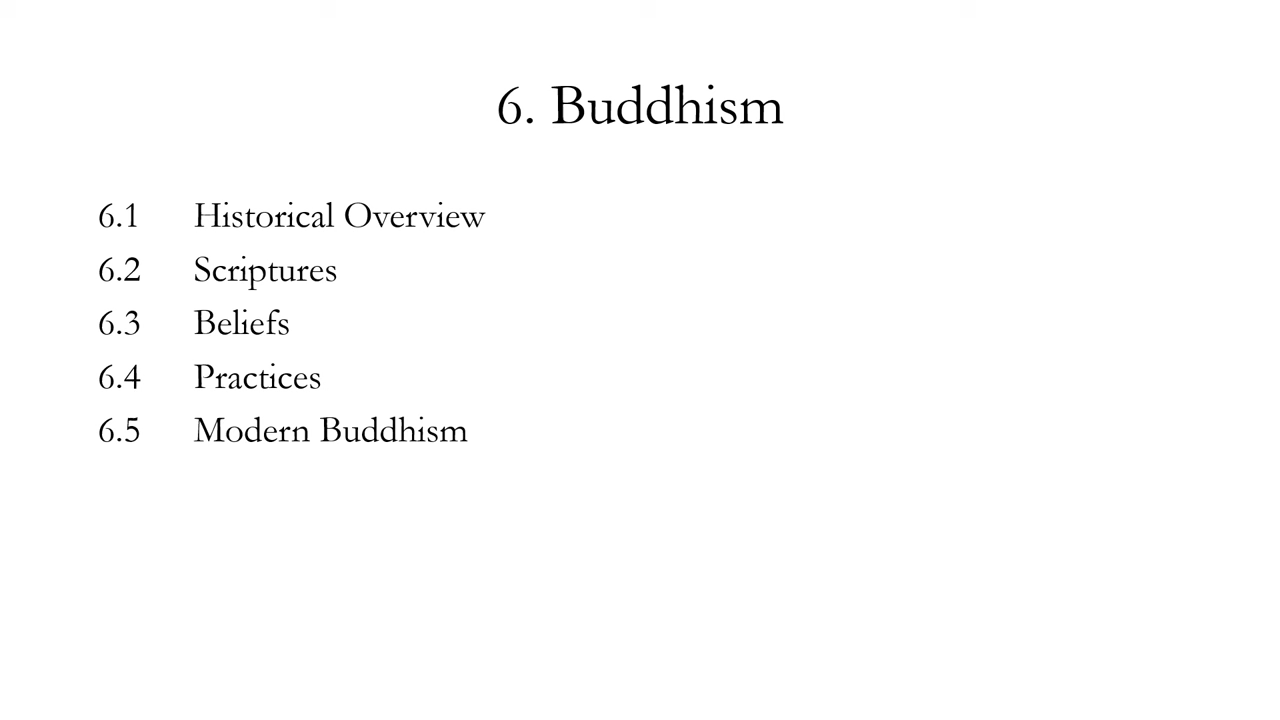 6. Buddhism
6.1 Historical Overview
6.2 Scriptures
6.3 Beliefs
6.4 Practices
6.5 Modern Buddhism